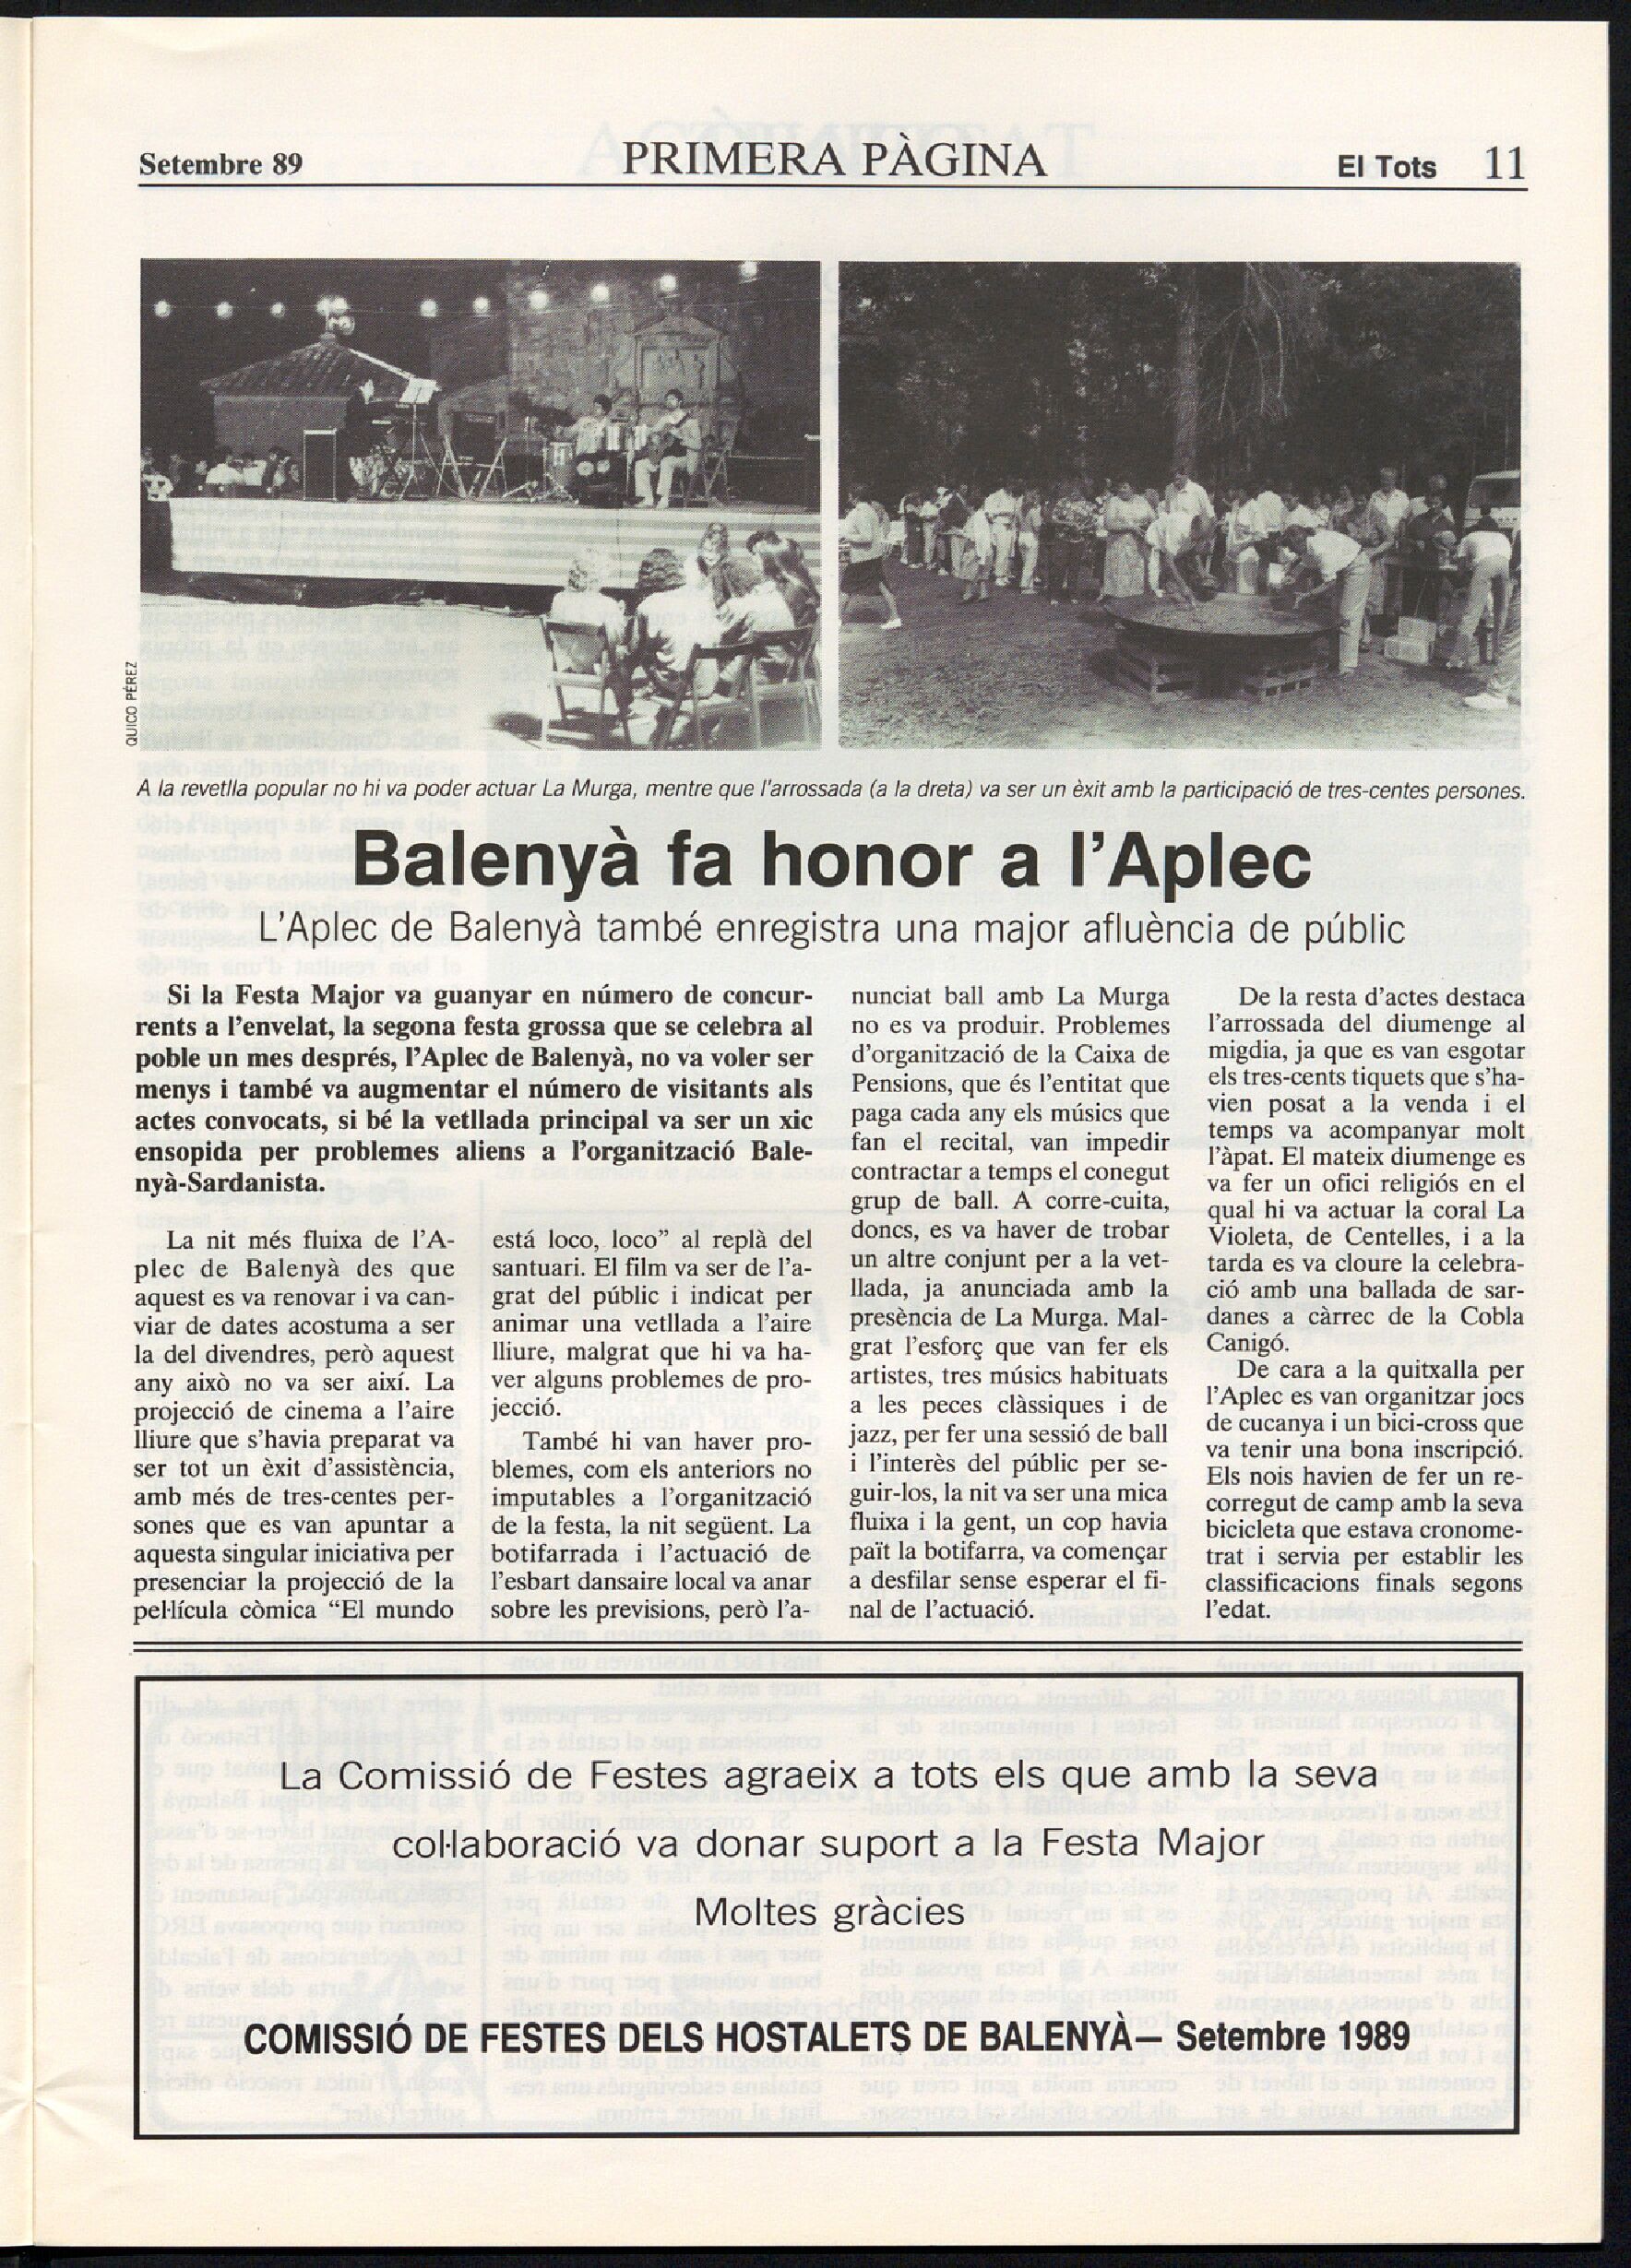 Setembre 89
PRIMERA PÀGINA
El Tots 11
QUICO PÉREZ
A la revetlla popular no hi va poder actuar La Murga, mentre que l'arrossada (a la dreta) va ser un èxit amb la participació de tres-centes persones.
Balenyà fa honor a l'Aplec
L'Aplec de Balenyà també enregistra una major afluència de públic
Si la Festa Major va guanyar en número de concur-
rents a l'envelat, la segona festa grossa que se celebra al
poble un mes després, l'Aplec de Balenyà, no va voler ser
menys i també va augmentar el número de visitants als
actes convocats, si bé la vetllada principal va ser un xic
ensopida per problemes aliens a l'organització Bale-
nyà-Sardanista.
La nit més fluixa de l'A-
plec de Balenyà des que
aquest es va renovar i va can-
viar de dates acostuma a ser
la del divendres, però aquest
any això no va ser així. La
projecció de cinema a l'aire
lliure que s'havia preparat va
ser tot un èxit d'assistència,
amb més de tres-centes per-
sones que es van apuntar a
aquesta singular iniciativa per
presenciar la projecció de la
pel·lícula còmica "El mundo
está loco, loco" al replà del
santuari. El film va ser de l'a-
grat del públic i indicat per
animar una vetllada a l'aire
lliure, malgrat que hi va ha-
ver alguns problemes de pro-
jecció.
També hi van haver pro-
blemes, com els anteriors no
imputables a l'organització
de la festa, la nit següent. La
botifarrada i l'actuació de
l'esbart dansaire local va anar
sobre les previsions, però l'a-
nunciat ball amb La Murga
no es va produir. Problemes
d'organització de la Caixa de
Pensions, que és l'entitat que
paga cada any els músics que
fan el recital, van impedir
contractar a temps el conegut
grup de ball. A corre-cuita,
doncs, es va haver de trobar
un altre conjunt per a la vet-
llada, ja anunciada amb la
presència de La Murga. Mal-
grat l'esforç que van fer els
artistes, tres músics habituats
a les peces clàssiques i de
jazz, per fer una sessió de ball
i l'interès del públic per se-
guir-los, la nit va ser una mica
fluixa i la gent, un cop havia
paït la botifarra, va començar
a desfilar sense esperar el fi-
nal de l'actuació.
De la resta d'actes destaca
l'arrossada del diumenge al
migdia, ja que es van esgotar
els tres-cents tiquets que s'ha-
vien posat a la venda i el
temps va acompanyar molt
l'àpat. El mateix diumenge es
va fer un ofici religiós en el
qual hi va actuar la coral La
Violeta, de Centelles, i a la
tarda es va cloure la celebra-
ció amb una ballada de sar-
danes a càrrec de la Cobla
Canigó.
De cara a la quitxalla per
l'Aplec es van organitzar jocs
de cucanya i un bici-cross que
va tenir una bona inscripció.
Els nois havien de fer un re-
corregut de camp amb la seva
bicicleta que estava cronome-
trat i servia per establir les
classificacions finals segons
l'edat.
La Comissió de Festes agraeix a tots els que amb la seva
col·laboració va donar suport a la Festa Major
Moltes gràcies
COMISSIÓ DE FESTES DELS HOSTALETS DE BALENYÀ— Setembre 1989